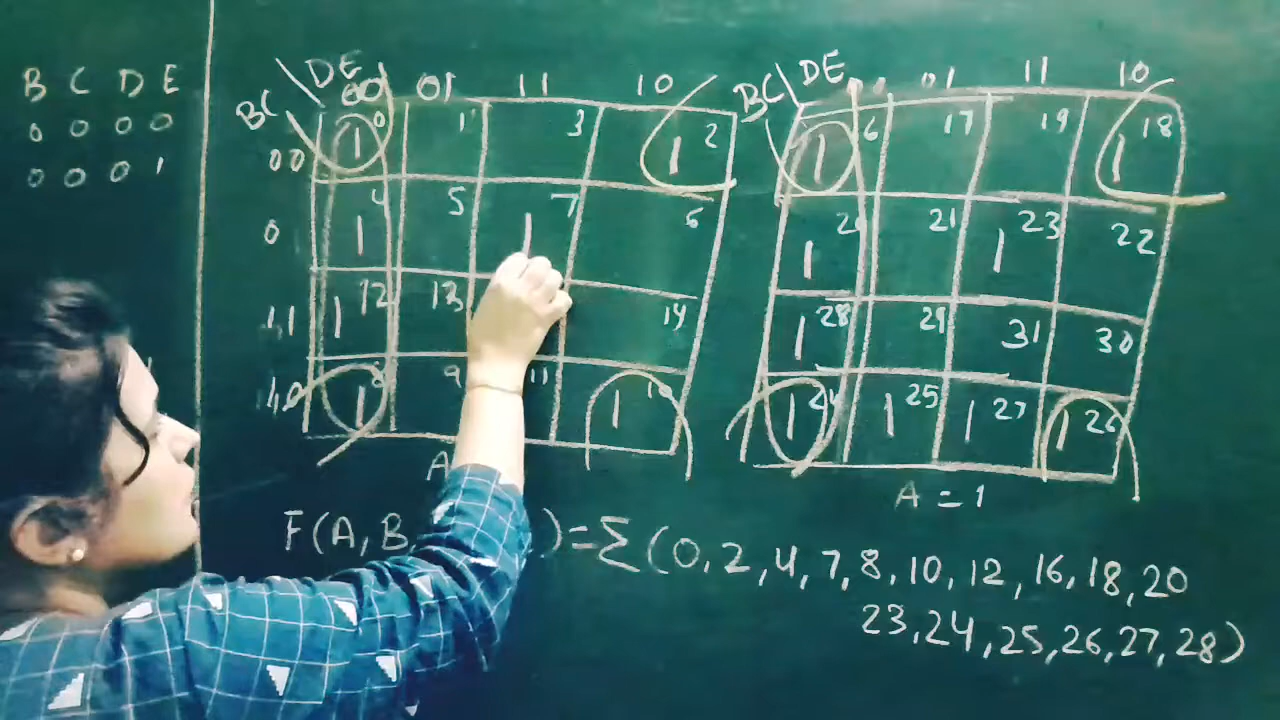 B C D E
0 0 0 0
0 0 0 1
DE
BC
00 01 11 10
00 1 0 1 3 1 2
0 1 4 5 1 7 6
11 1 12 13 14
10 1 8 9 11 1 10
A
DE
BC
01 11 10
1 6 17 19 1 18
1 20 21 1 23 22
1 28 29 31 30
1 24 1 25 1 27 1 26
A = 1
F(A,B )=Σ(0,2,4,7,8,10,12,16,18,20
23,24,25,26,27,28)